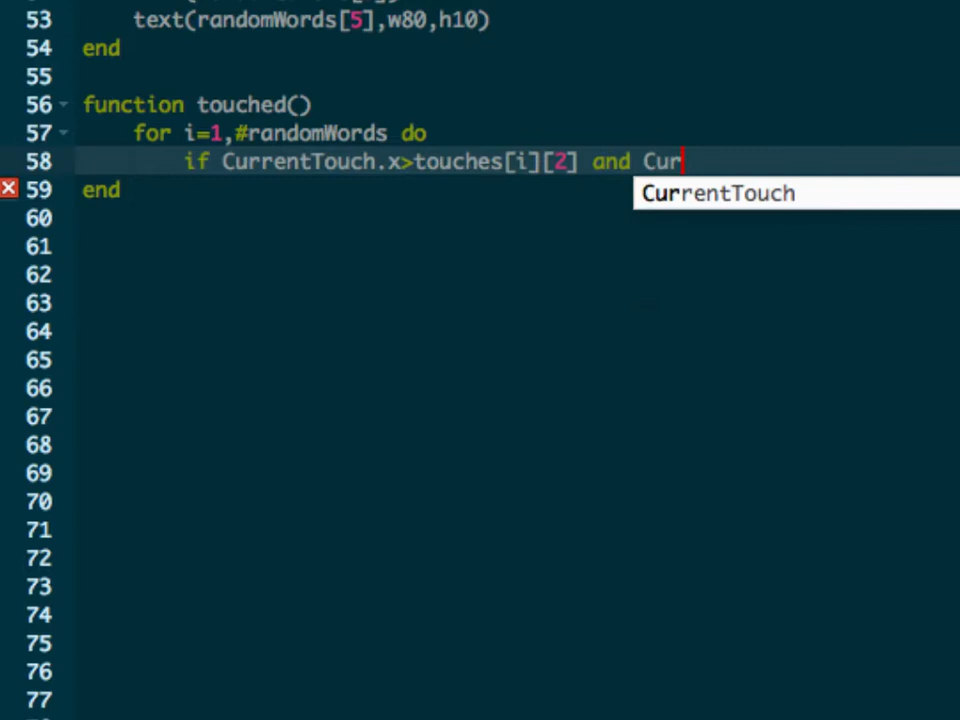 53 text(randomWords[5],w80,h10)
54 end
55
56 function touched()
57 for i=1,#randomWords do
58 if CurrentTouch.x>touches[i][2] and Cur
59 end
CurrentTouch
60
61
62
63
64
65
66
67
68
69
70
71
72
73
74
75
76
77